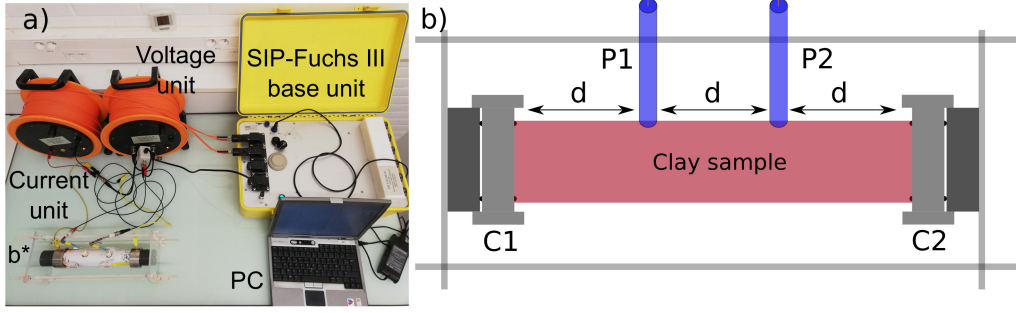 a)
Voltage
unit
SIP-Fuchs III
base unit
Current
unit
b*
PC
b)
P1
P2
d
d
d
Clay sample
C1
C2